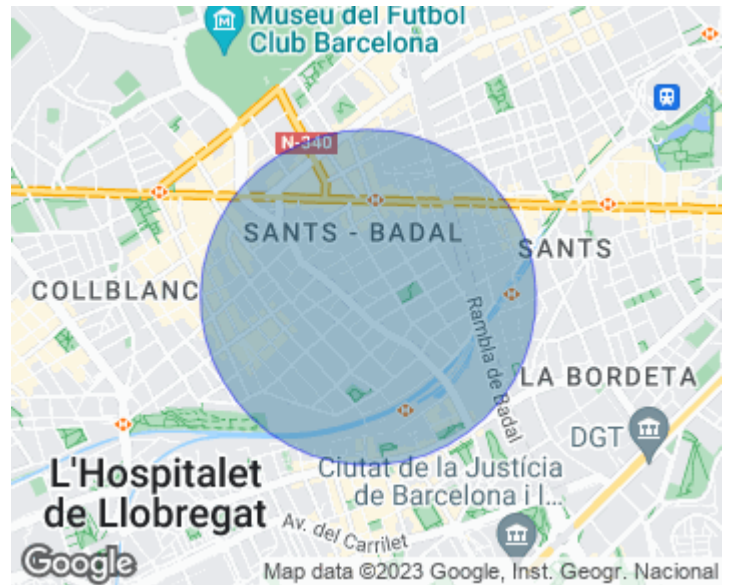 Museu del Futbol
Club Barcelona
N-340
SANTS - BADAL
SANTS
COLLBLANC
Rambla de Badal
LA BORDETA
DGT
L'Hospitalet
de Llobregat
Ciutat de la Justícia
de Barcelona i l...
Av. del Carrilet
Google
Map data ©2023 Google, Inst. Geogr. Nacional